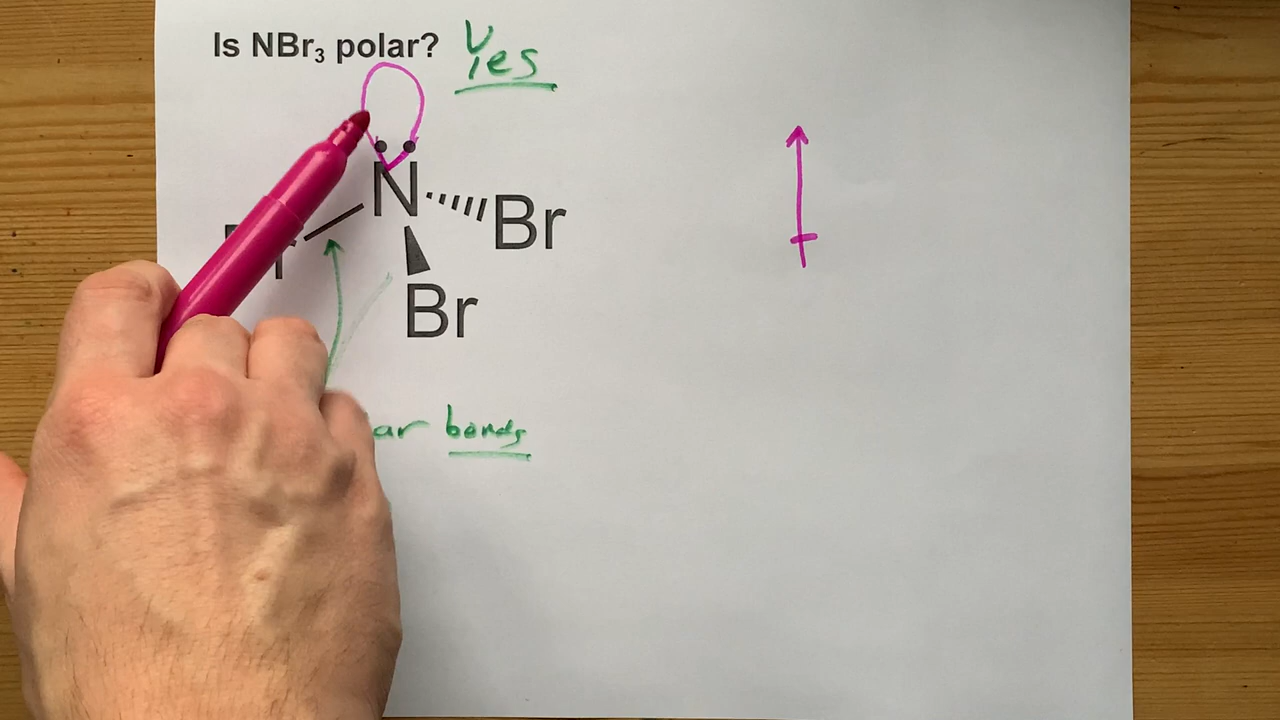 Is NBr₃ polar? Yes
N
Br
Br
bonds